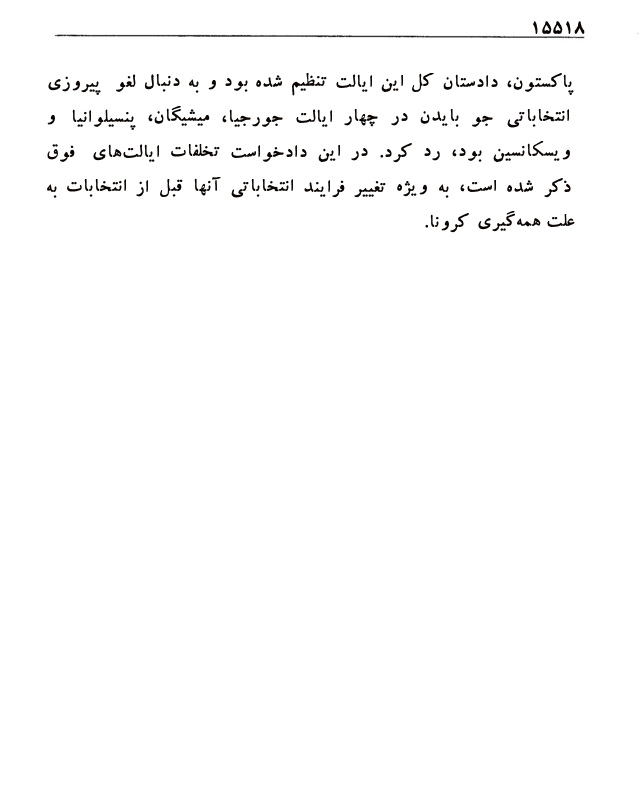 ۱۵۵۱۸
پاکستون، دادستان کل این ایالت تنظیم شده بود و به دنبال لغو پیروزی
انتخاباتی جو بایدن در چهار ایالت جورجیا، میشیگان، پنسیلوانیا و
ویسکانسین بود، رد کرد. در این دادخواست تخلفات ایالت‌های فوق
ذکر شده است، به ویژه تغییر فرایند انتخاباتی آنها قبل از انتخابات به
علت همه‌گیری کرونا.